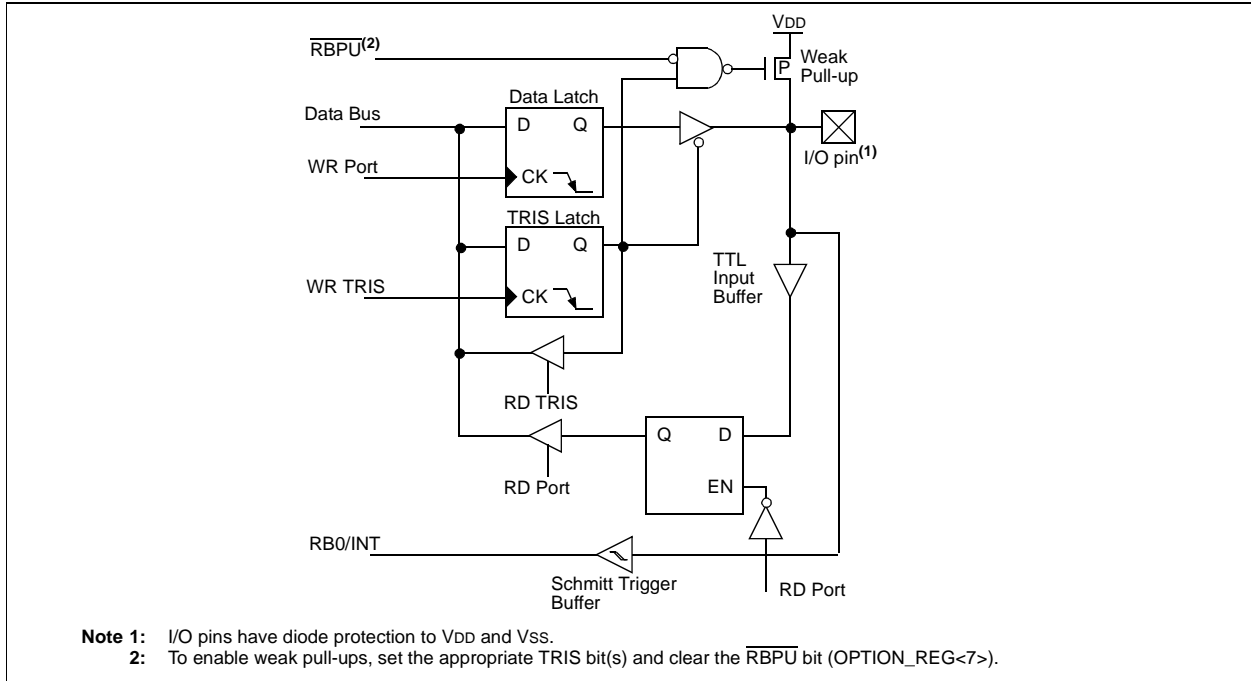 VDD
RBPU(2)
P
Weak
Pull-up
Data Latch
Data Bus
D Q
I/O pin(1)
WR Port
CK
TRIS Latch
D Q
TTL
Input
Buffer
WR TRIS
CK
RD TRIS
Q D
RD Port
EN
RB0/INT
Schmitt Trigger
Buffer
RD Port
Note 1: I/O pins have diode protection to VDD and VSS.
2: To enable weak pull-ups, set the appropriate TRIS bit(s) and clear the RBPU bit (OPTION_REG<7>).